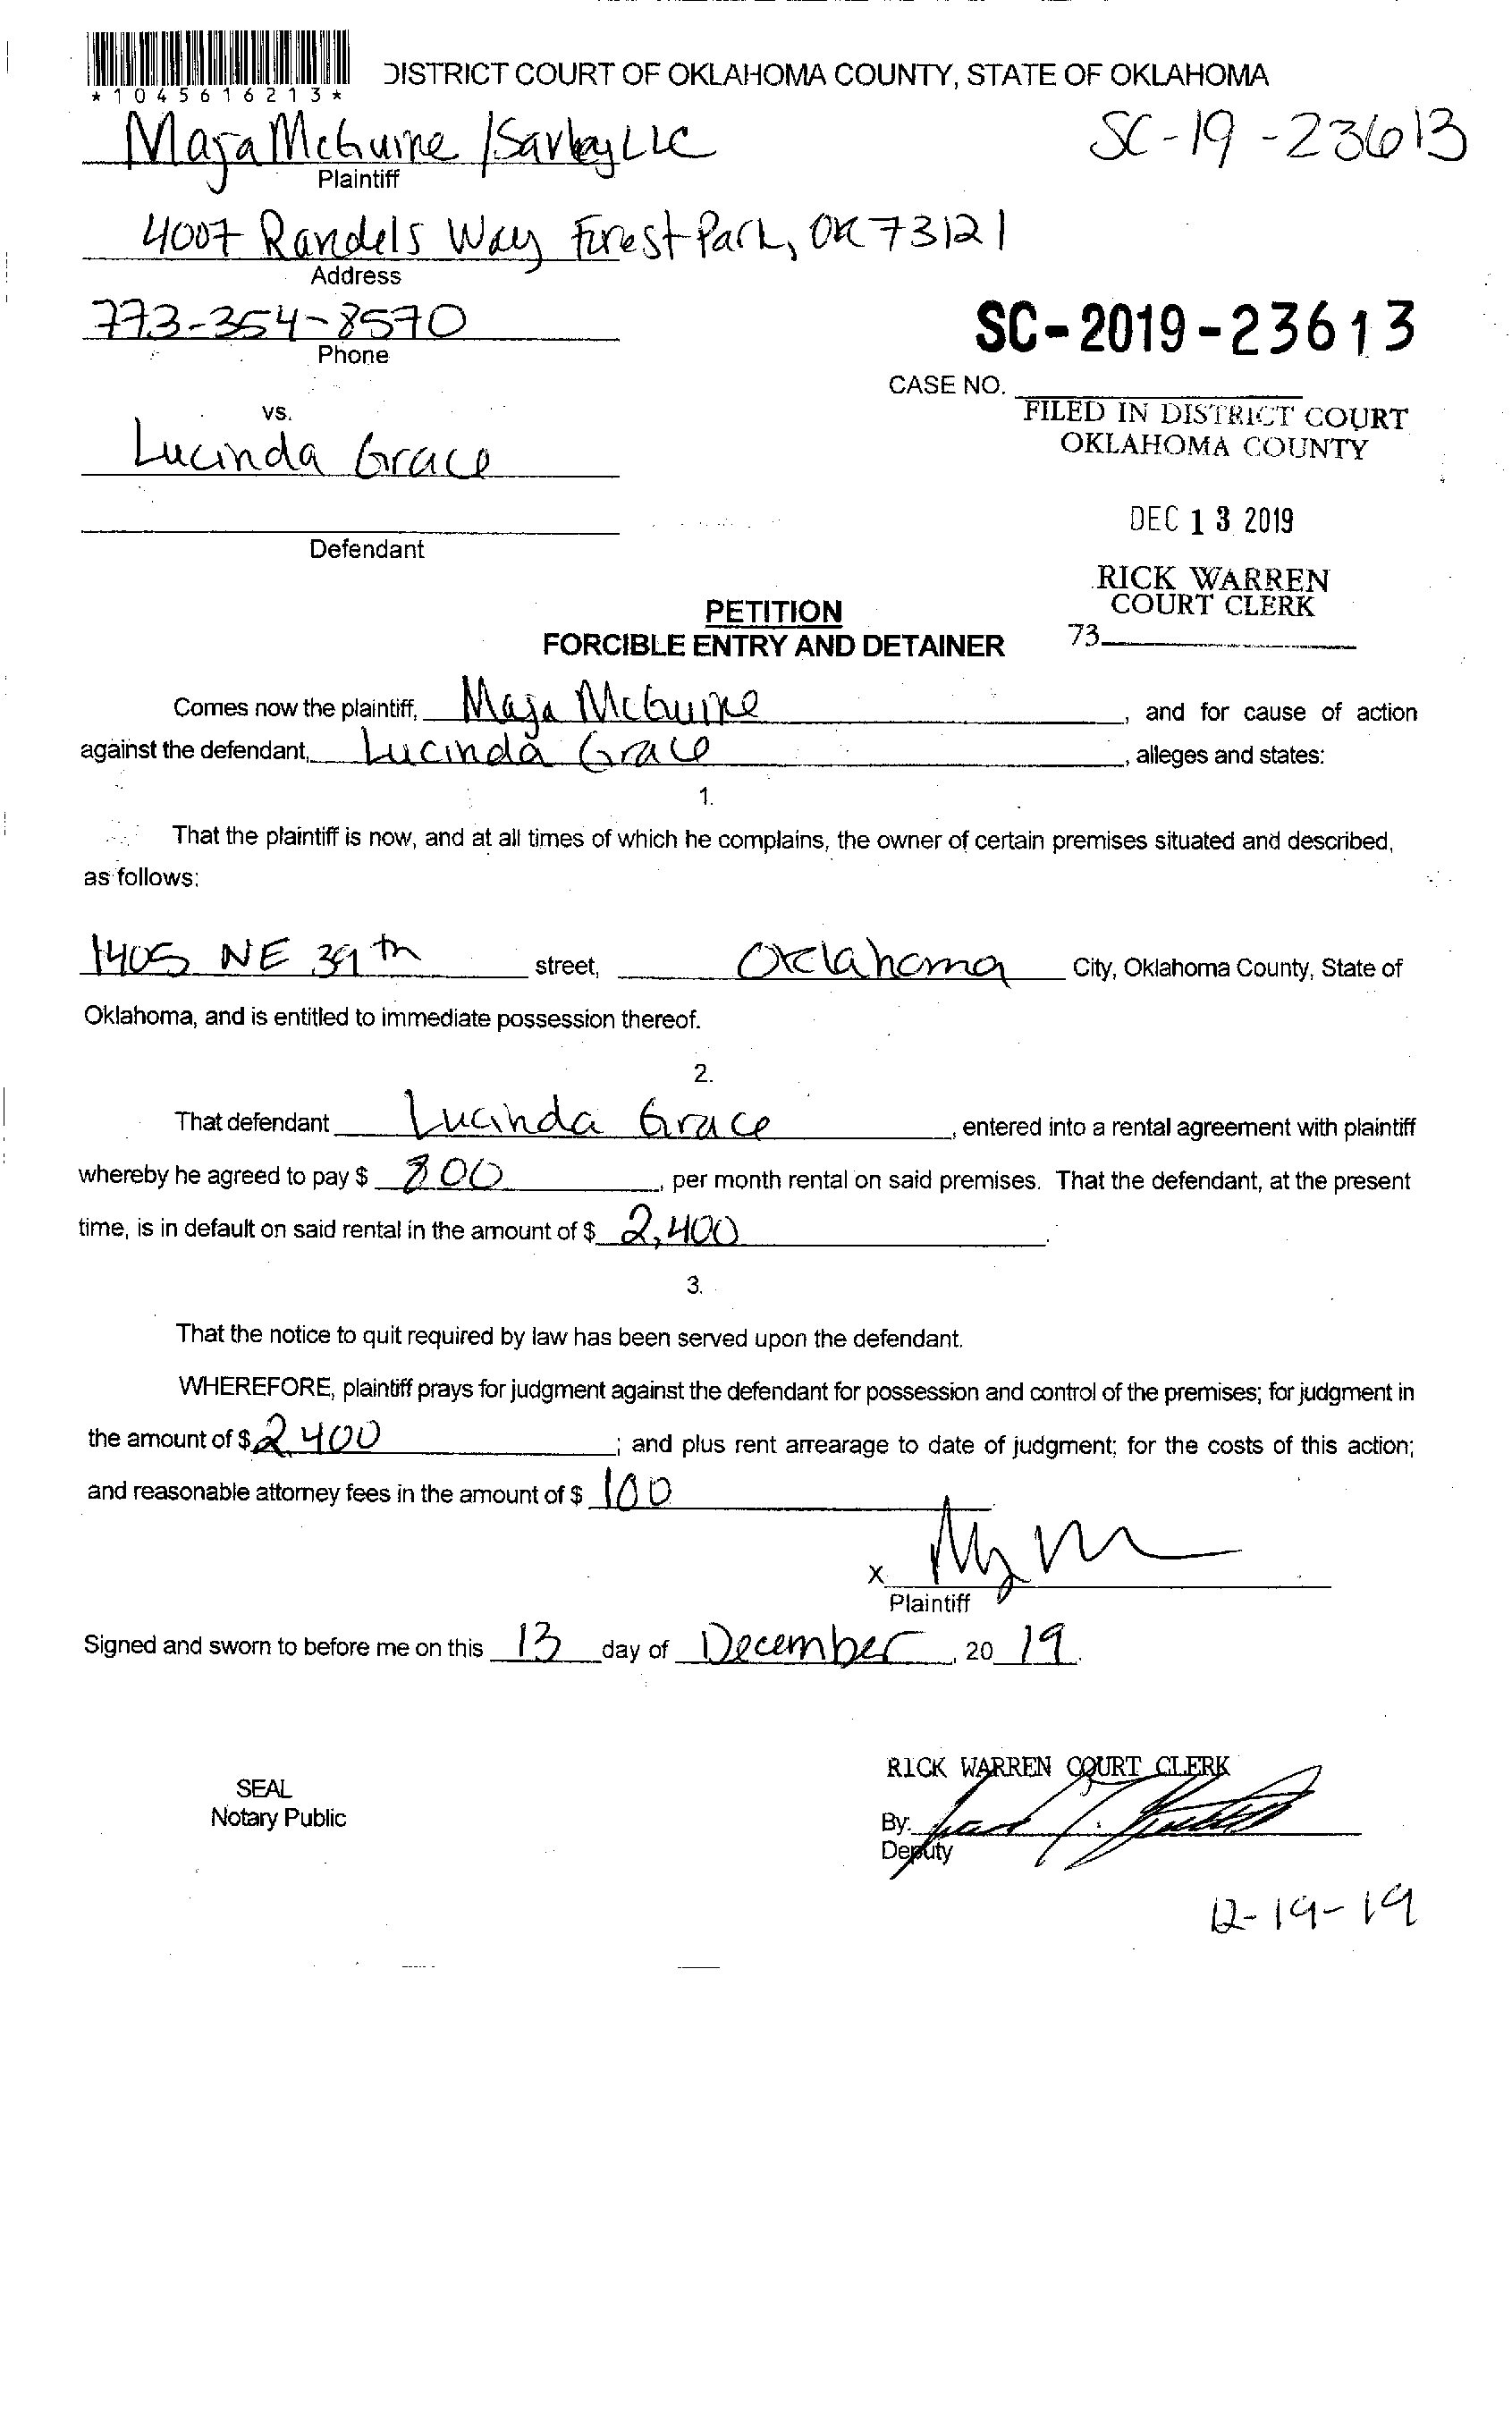 *1045616213*
DISTRICT COURT OF OKLAHOMA COUNTY, STATE OF OKLAHOMA
Maja McGuire / Savkey LLC
SC-19-23613
Plaintiff
4007 Randels Way Forest Park, OK 73121
Address
773-354-8570
SC-2019-23613
Phone
CASE NO.
vs.
FILED IN DISTRICT COURT
OKLAHOMA COUNTY
Lucinda Grace
DEC 13 2019
Defendant
RICK WARREN
COURT CLERK
73
PETITION
FORCIBLE ENTRY AND DETAINER
Comes now the plaintiff, Maja McGuire, and for cause of action
against the defendant, Lucinda Grace, alleges and states:
1.
That the plaintiff is now, and at all times of which he complains, the owner of certain premises situated and described,
as follows:
1405 NE 39th street, Oklahoma City, Oklahoma County, State of
Oklahoma, and is entitled to immediate possession thereof.
2.
That defendant Lucinda Grace, entered into a rental agreement with plaintiff
whereby he agreed to pay $ 800, per month rental on said premises. That the defendant, at the present
time, is in default on said rental in the amount of $ 2,400.
3.
That the notice to quit required by law has been served upon the defendant.
WHEREFORE, plaintiff prays for judgment against the defendant for possession and control of the premises; for judgment in
the amount of $ 2,400; and plus rent arrearage to date of judgment; for the costs of this action;
and reasonable attorney fees in the amount of $ 100
X
Plaintiff
Signed and sworn to before me on this 13 day of December, 20 19.
RICK WARREN COURT CLERK
SEAL
Notary Public
By:
Deputy
12-19-19